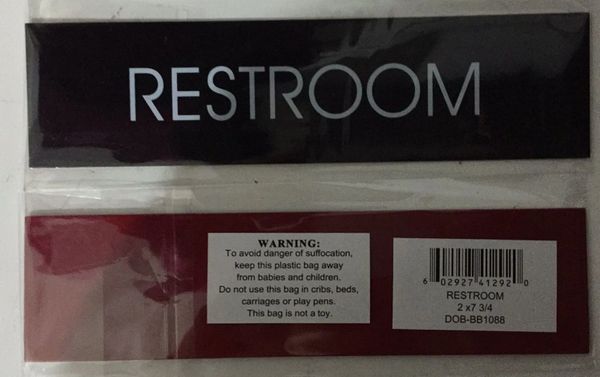 RESTROOM
WARNING:
To avoid danger of suffocation,
keep this plastic bag away
from babies and children.
Do not use this bag in cribs, beds,
carriages or play pens.
This bag is not a toy.
6 02927 41292 0
RESTROOM
2 x7 3/4
DOB-BB1088